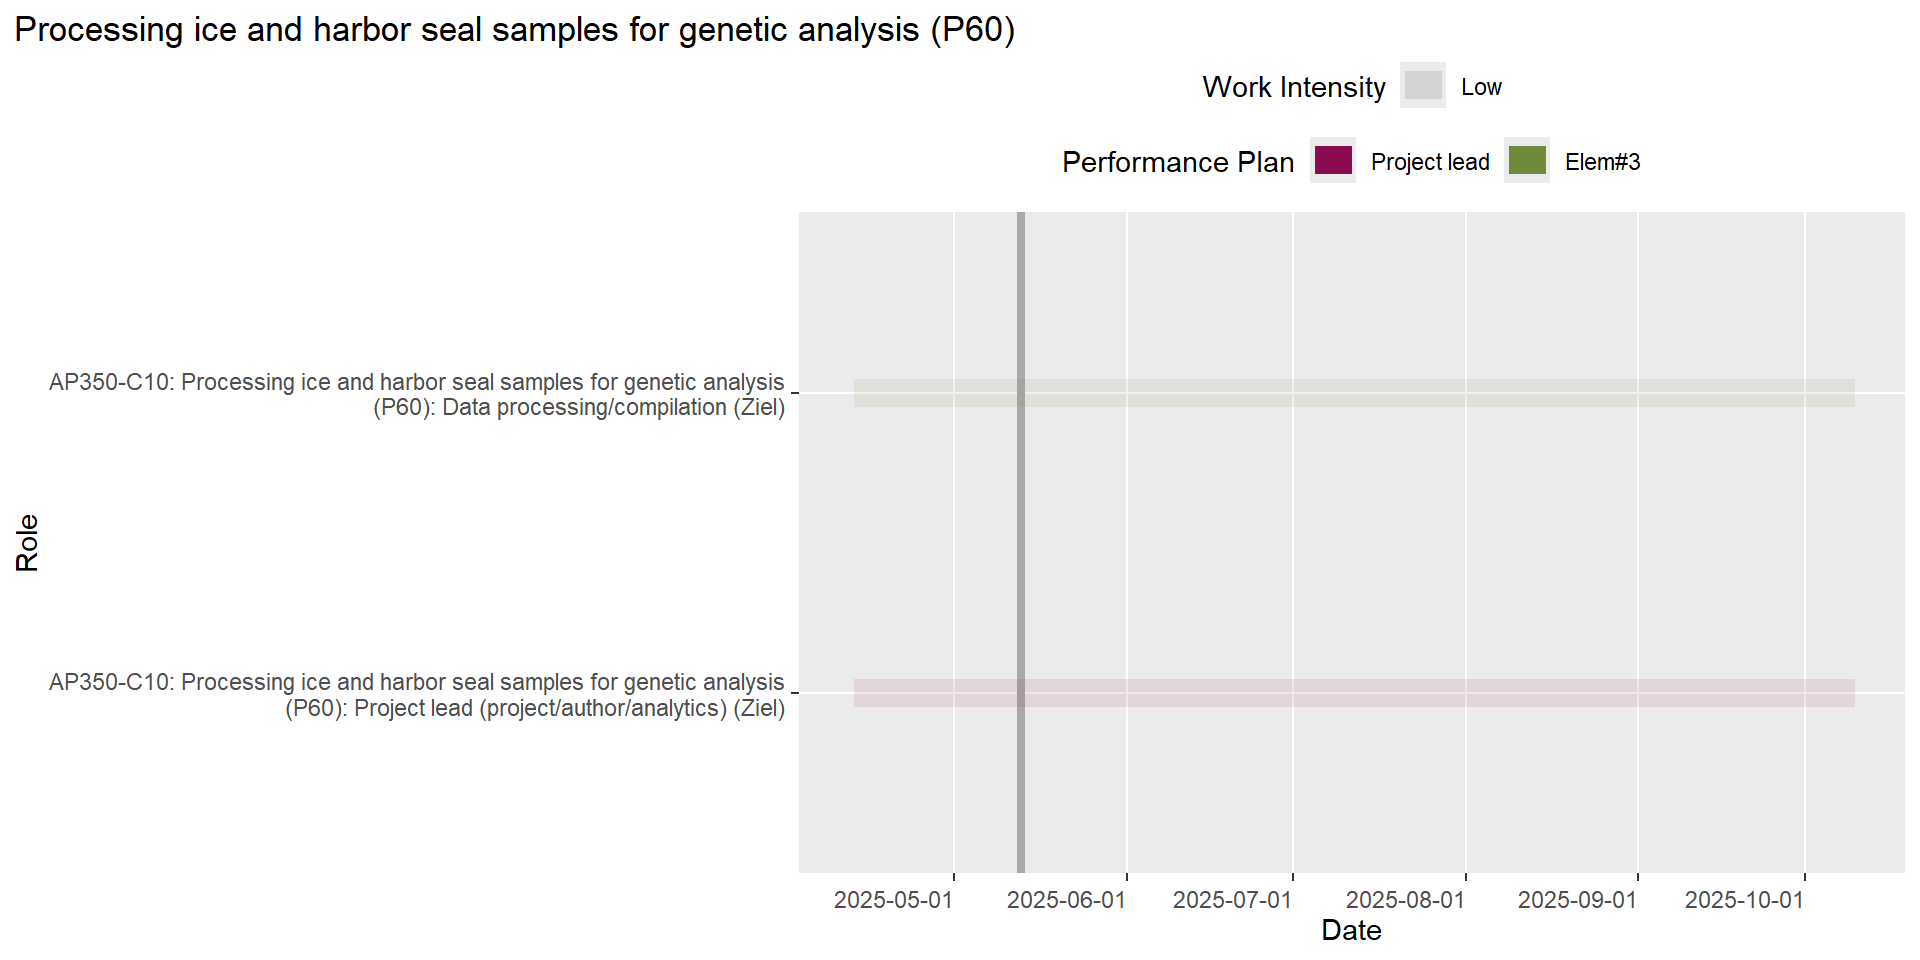 Processing ice and harbor seal samples for genetic analysis (P60)
Work Intensity Low
Performance Plan Project lead Elem#3
AP350-C10: Processing ice and harbor seal samples for genetic analysis
(P60): Data processing/compilation (Ziel)
Role
AP350-C10: Processing ice and harbor seal samples for genetic analysis
(P60): Project lead (project/author/analytics) (Ziel)
2025-05-01 2025-06-01 2025-07-01 2025-08-01 2025-09-01 2025-10-01
Date